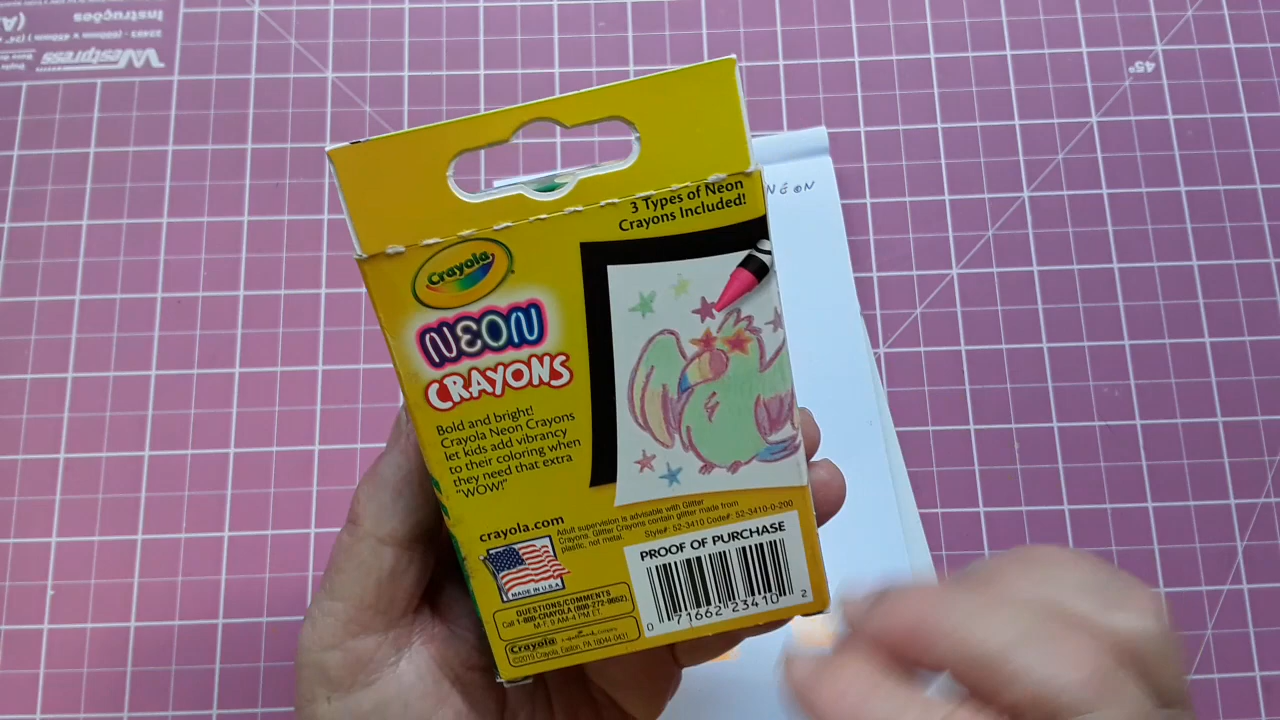 Instruções
(A
Westpress
45°
NEON
3 Types of Neon
Crayons Included!
Crayola
NEON
CRAYONS
Bold and bright!
Crayola Neon Crayons
let kids add vibrancy
to their coloring when
they need that extra
"WOW!"
crayola.com
Adult supervision is advisable with Glitter
Crayons. Glitter Crayons contain glitter made from
plastic, not metal.
Style#: 52-3410 Code#: 52-3410-0-200
MADE IN U.S.A.
PROOF OF PURCHASE
0 71662 23410 2
QUESTIONS/COMMENTS
Call 1-800-CRAYOLA (800-272-9652),
M-F, 9 AM-4 PM ET.
Crayola
a Hallmark Company
©2019 Crayola, Easton, PA 18044-0431